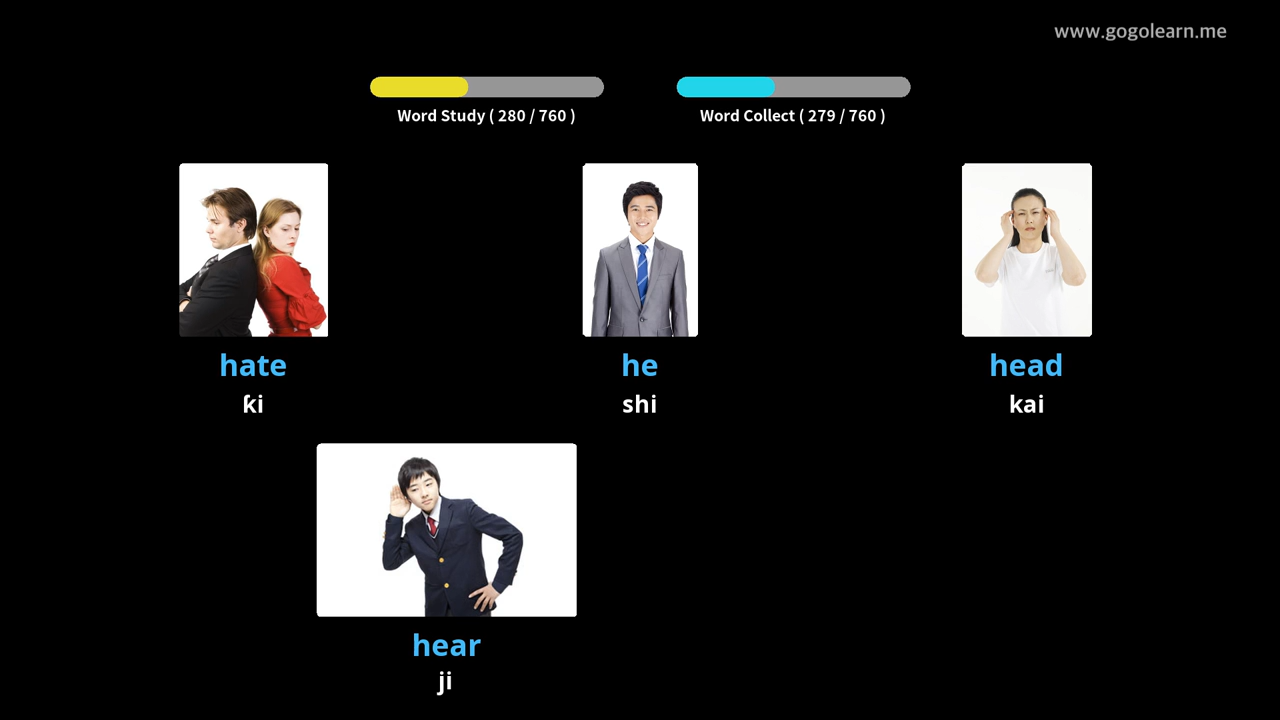 www.gogolearn.me
Word Study ( 280 / 760 )
Word Collect ( 279 / 760 )
hate
he
head
ƙi
shi
kai
hear
ji